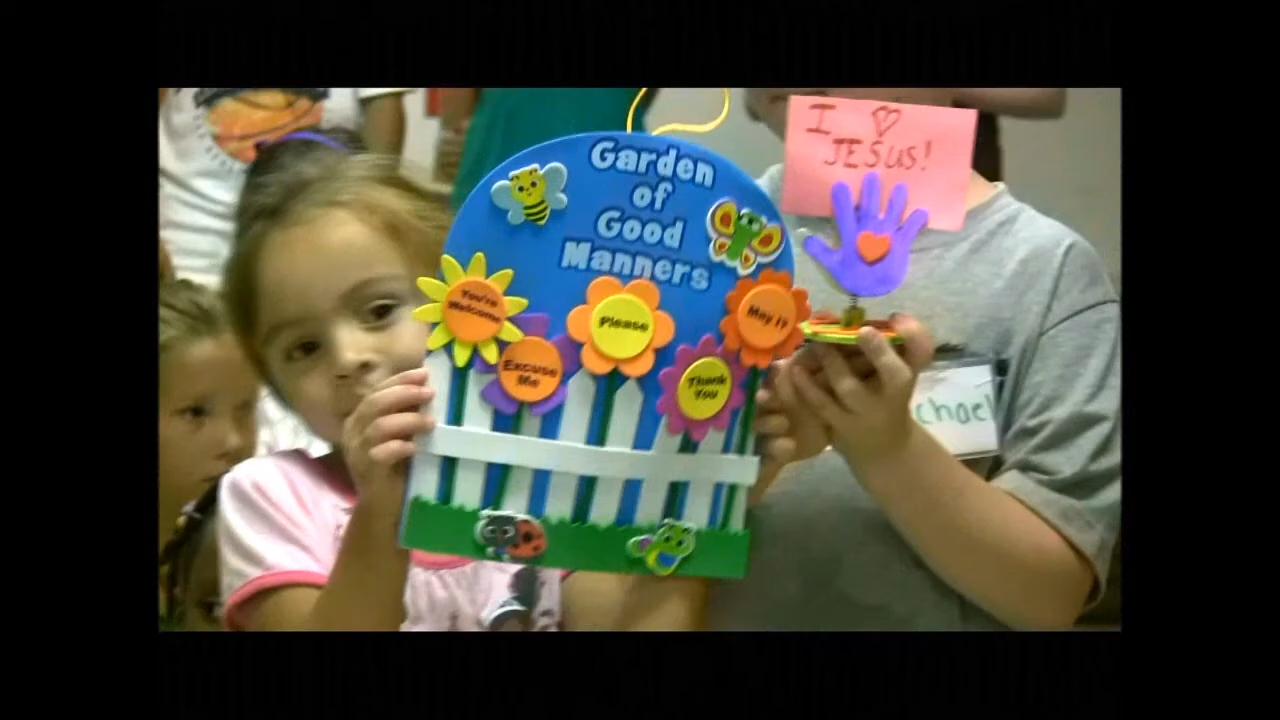 Garden
of
Good
Manners
I ♡
JESUS!
You're
Welcome
Please
May I?
Excuse
Me
Thank
You
chael